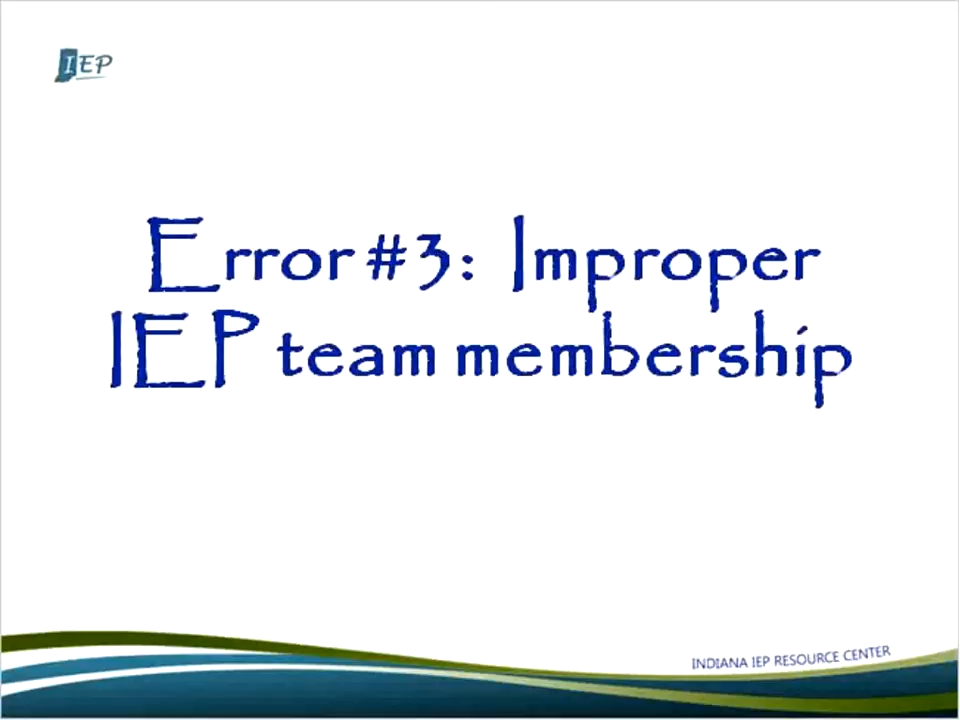 IEP
Error #3: Improper
IEP team membership
INDIANA IEP RESOURCE CENTER